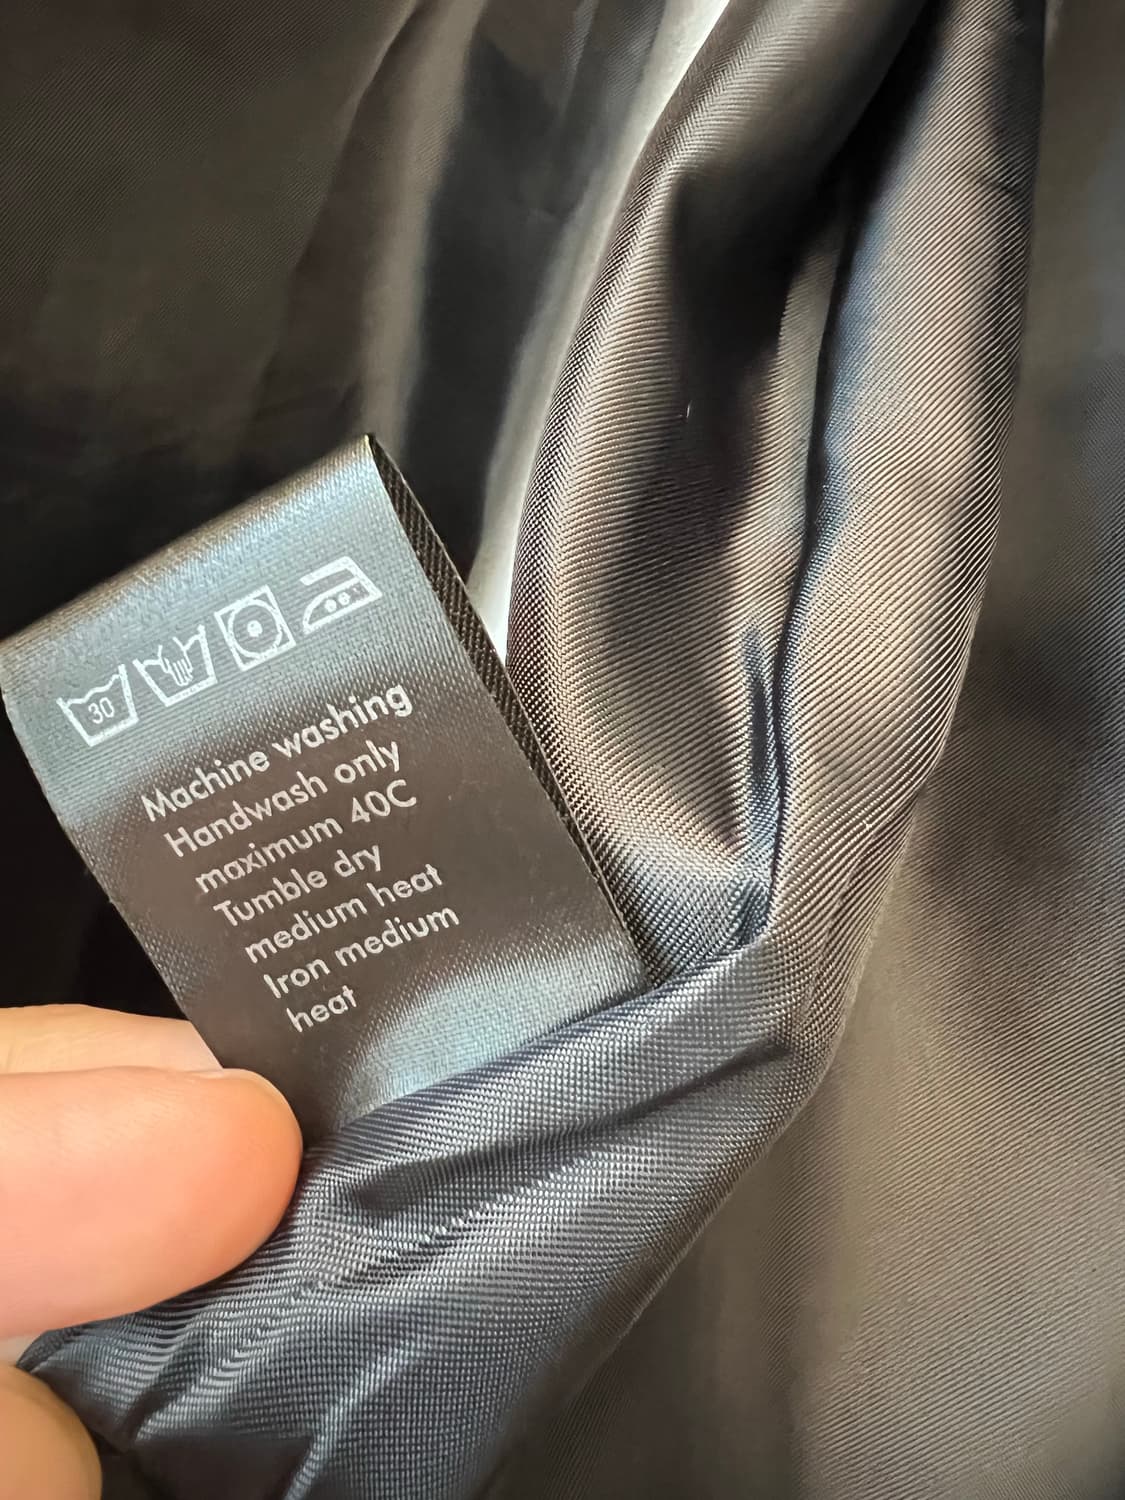 30
Machine washing
Handwash only
maximum 40C
Tumble dry
medium heat
Iron medium
heat